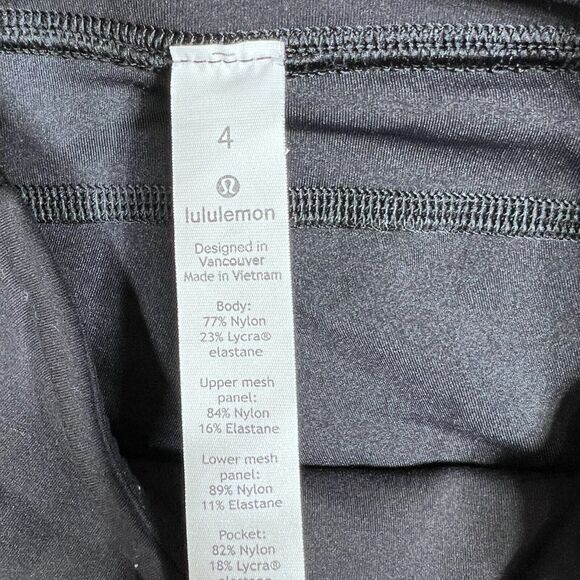 4
lululemon
Designed in
Vancouver
Made in Vietnam
Body:
77% Nylon
23% Lycra®
elastane
Upper mesh
panel:
84% Nylon
16% Elastane
Lower mesh
panel:
89% Nylon
11% Elastane
Pocket:
82% Nylon
18% Lycra®
elastane